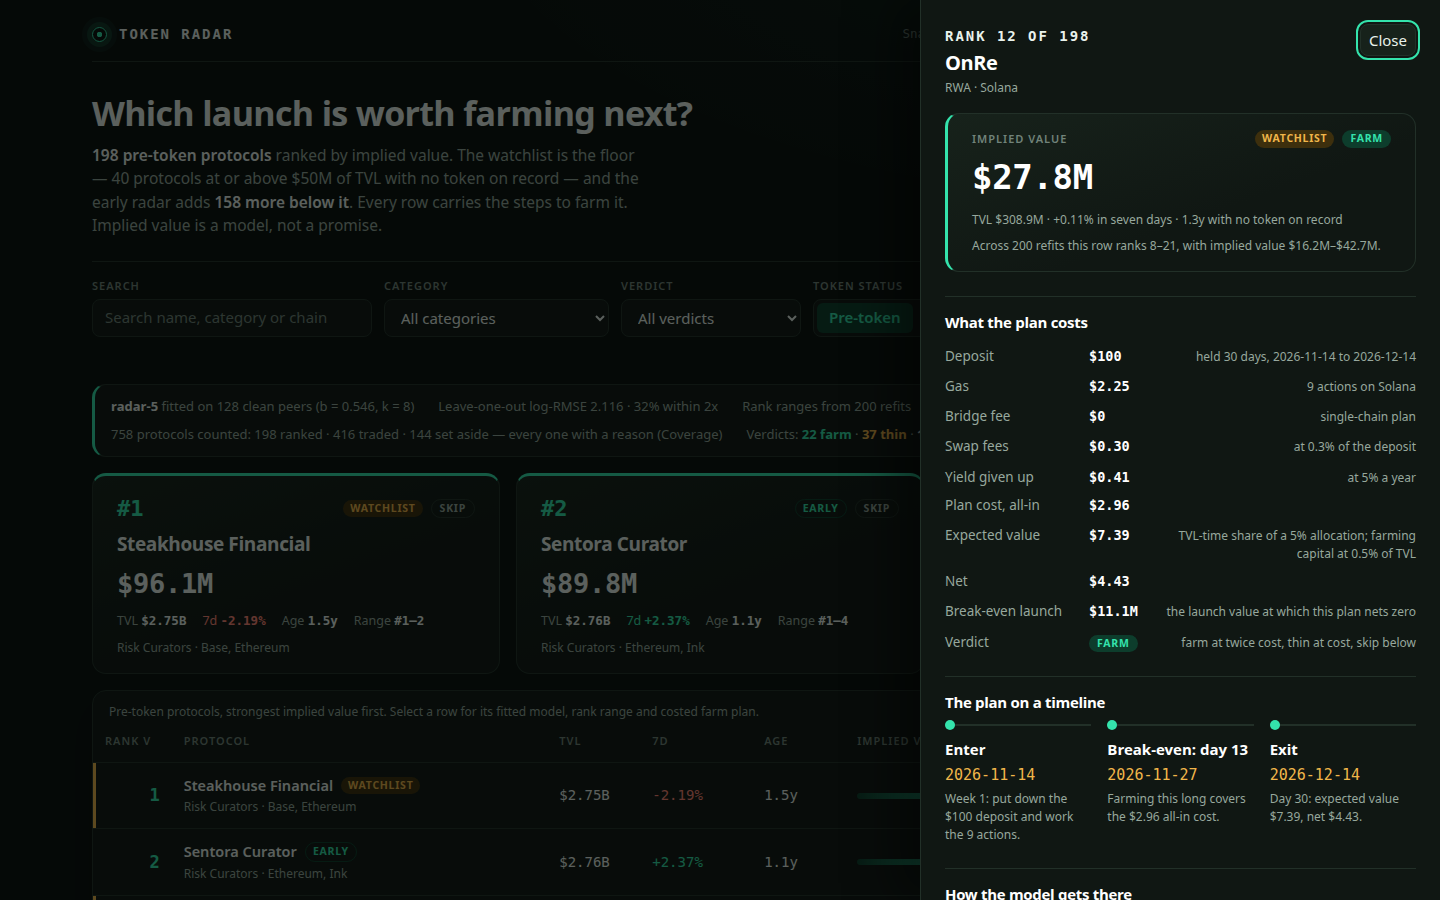 TOKEN RADAR
Which launch is worth farming next?
198 pre-token protocols ranked by implied value. The watchlist is the floor
— 40 protocols at or above $50M of TVL with no token on record — and the
early radar adds 158 more below it. Every row carries the steps to farm it.
Implied value is a model, not a promise.
SEARCH
CATEGORY
VERDICT
TOKEN STATUS
Search name, category or chain
All categories
All verdicts
Pre-token
radar-5 fitted on 128 clean peers (b = 0.546, k = 8) Leave-one-out log-RMSE 2.116 · 32% within 2x Rank ranges from 200 refits
758 protocols counted: 198 ranked · 416 traded · 144 set aside — every one with a reason (Coverage) Verdicts: 22 farm · 37 thin ·
#1 WATCHLIST SKIP
Steakhouse Financial
$96.1M
TVL $2.75B 7d -2.19% Age 1.5y Range #1–2
Risk Curators · Base, Ethereum
#2 EARLY SKIP
Sentora Curator
$89.8M
TVL $2.76B 7d +2.37% Age 1.1y Range #1–4
Risk Curators · Ethereum, Ink
Pre-token protocols, strongest implied value first. Select a row for its fitted model, rank range and costed farm plan.
RANK V PROTOCOL TVL 7D AGE IMPLIED V
1 Steakhouse Financial WATCHLIST $2.75B -2.19% 1.5y
Risk Curators · Base, Ethereum
2 Sentora Curator EARLY $2.76B +2.37% 1.1y
Risk Curators · Ethereum, Ink
RANK 12 OF 198
Close
OnRe
RWA · Solana
IMPLIED VALUE WATCHLIST FARM
$27.8M
TVL $308.9M · +0.11% in seven days · 1.3y with no token on record
Across 200 refits this row ranks 8–21, with implied value $16.2M–$42.7M.
What the plan costs
Deposit $100 held 30 days, 2026-11-14 to 2026-12-14
Gas $2.25 9 actions on Solana
Bridge fee $0 single-chain plan
Swap fees $0.30 at 0.3% of the deposit
Yield given up $0.41 at 5% a year
Plan cost, all-in $2.96
Expected value $7.39 TVL-time share of a 5% allocation; farming
capital at 0.5% of TVL
Net $4.43
Break-even launch $11.1M the launch value at which this plan nets zero
Verdict FARM farm at twice cost, thin at cost, skip below
The plan on a timeline
Enter
2026-11-14
Week 1: put down the
$100 deposit and work
the 9 actions.
Break-even: day 13
2026-11-27
Farming this long covers
the $2.96 all-in cost.
Exit
2026-12-14
Day 30: expected value
$7.39, net $4.43.
How the model gets there